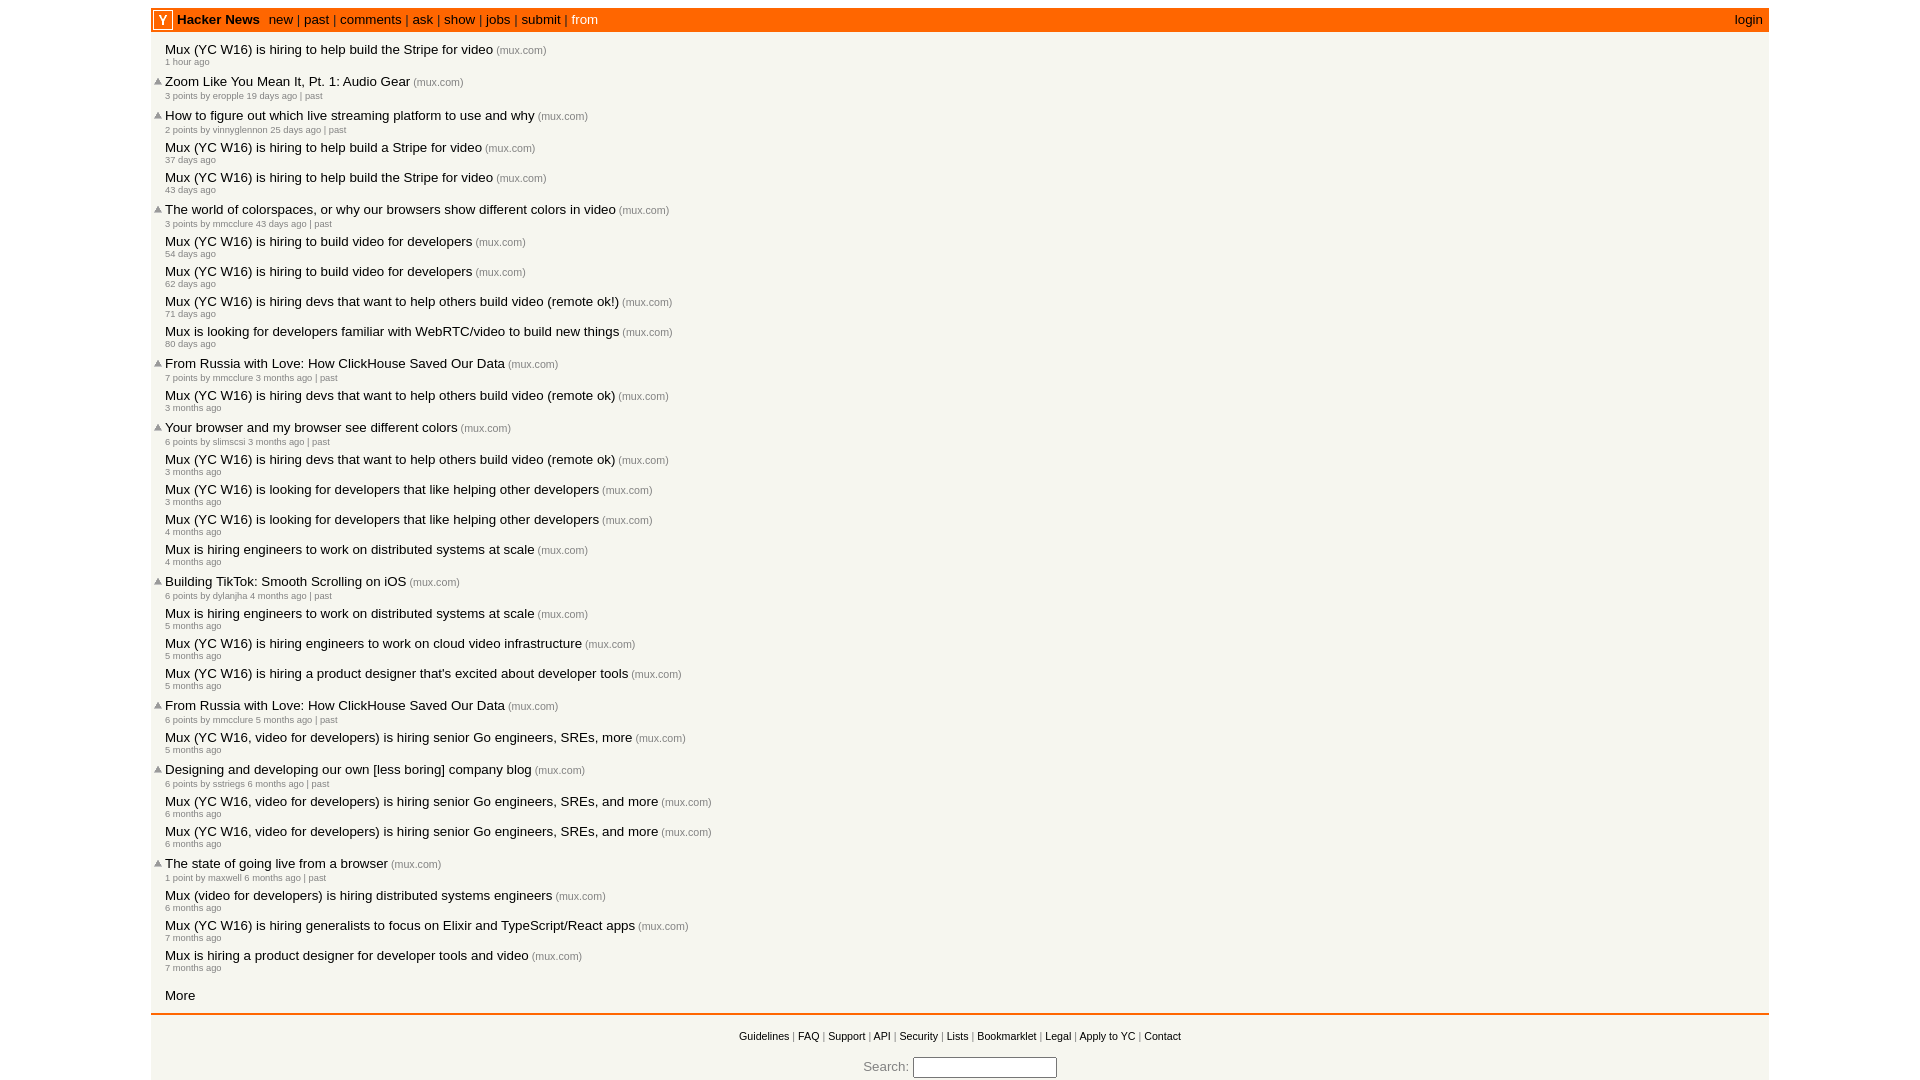 Y Hacker News new | past | comments | ask | show | jobs | submit | from login
Mux (YC W16) is hiring to help build the Stripe for video (mux.com)
1 hour ago
Zoom Like You Mean It, Pt. 1: Audio Gear (mux.com)
3 points by eropple 19 days ago | past
How to figure out which live streaming platform to use and why (mux.com)
2 points by vinnyglennon 25 days ago | past
Mux (YC W16) is hiring to help build a Stripe for video (mux.com)
37 days ago
Mux (YC W16) is hiring to help build the Stripe for video (mux.com)
43 days ago
The world of colorspaces, or why our browsers show different colors in video (mux.com)
3 points by mmcclure 43 days ago | past
Mux (YC W16) is hiring to build video for developers (mux.com)
54 days ago
Mux (YC W16) is hiring to build video for developers (mux.com)
62 days ago
Mux (YC W16) is hiring devs that want to help others build video (remote ok!) (mux.com)
71 days ago
Mux is looking for developers familiar with WebRTC/video to build new things (mux.com)
80 days ago
From Russia with Love: How ClickHouse Saved Our Data (mux.com)
7 points by mmcclure 3 months ago | past
Mux (YC W16) is hiring devs that want to help others build video (remote ok) (mux.com)
3 months ago
Your browser and my browser see different colors (mux.com)
6 points by slimscsi 3 months ago | past
Mux (YC W16) is hiring devs that want to help others build video (remote ok) (mux.com)
3 months ago
Mux (YC W16) is looking for developers that like helping other developers (mux.com)
3 months ago
Mux (YC W16) is looking for developers that like helping other developers (mux.com)
4 months ago
Mux is hiring engineers to work on distributed systems at scale (mux.com)
4 months ago
Building TikTok: Smooth Scrolling on iOS (mux.com)
6 points by dylanjha 4 months ago | past
Mux is hiring engineers to work on distributed systems at scale (mux.com)
5 months ago
Mux (YC W16) is hiring engineers to work on cloud video infrastructure (mux.com)
5 months ago
Mux (YC W16) is hiring a product designer that's excited about developer tools (mux.com)
5 months ago
From Russia with Love: How ClickHouse Saved Our Data (mux.com)
6 points by mmcclure 5 months ago | past
Mux (YC W16, video for developers) is hiring senior Go engineers, SREs, more (mux.com)
5 months ago
Designing and developing our own [less boring] company blog (mux.com)
6 points by sstriegs 6 months ago | past
Mux (YC W16, video for developers) is hiring senior Go engineers, SREs, and more (mux.com)
6 months ago
Mux (YC W16, video for developers) is hiring senior Go engineers, SREs, and more (mux.com)
6 months ago
The state of going live from a browser (mux.com)
1 point by maxwell 6 months ago | past
Mux (video for developers) is hiring distributed systems engineers (mux.com)
6 months ago
Mux (YC W16) is hiring generalists to focus on Elixir and TypeScript/React apps (mux.com)
7 months ago
Mux is hiring a product designer for developer tools and video (mux.com)
7 months ago
More
Guidelines | FAQ | Support | API | Security | Lists | Bookmarklet | Legal | Apply to YC | Contact
Search: